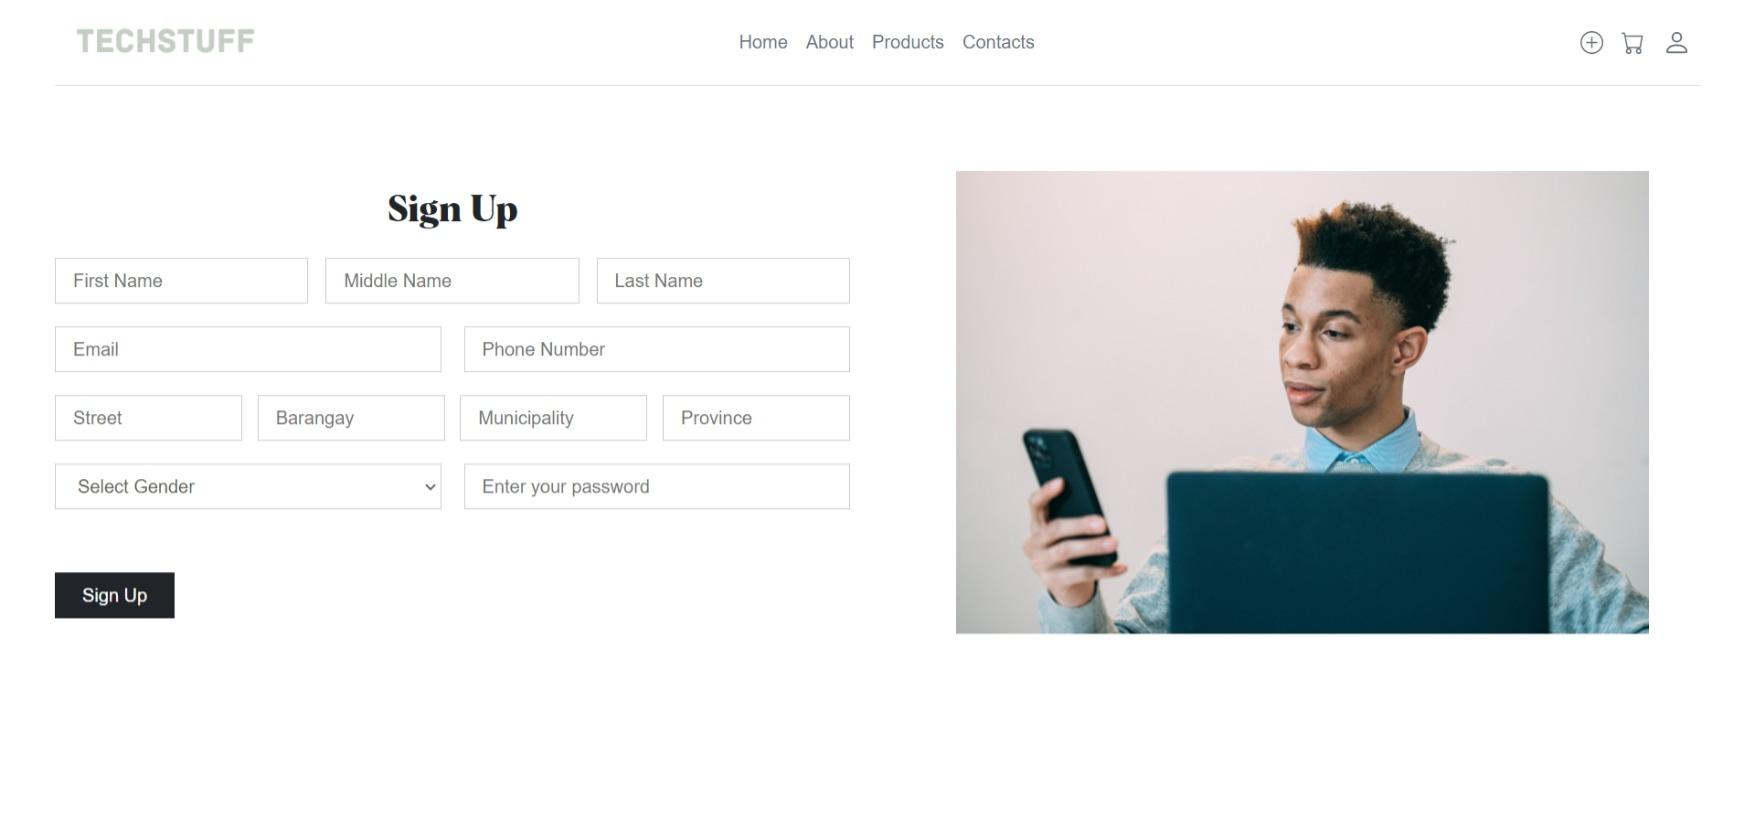 TECHSTUFF
Home About Products Contacts
Sign Up
First Name Middle Name Last Name
Email Phone Number
Street Barangay Municipality Province
Select Gender Enter your password
Sign Up